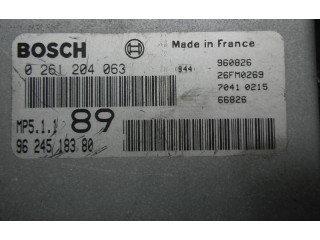 BOSCH
Made in France
0 261 204 063
944
960826
26FM0269
7041 0215
66826
MP5.1.1 89
96 245 183 80